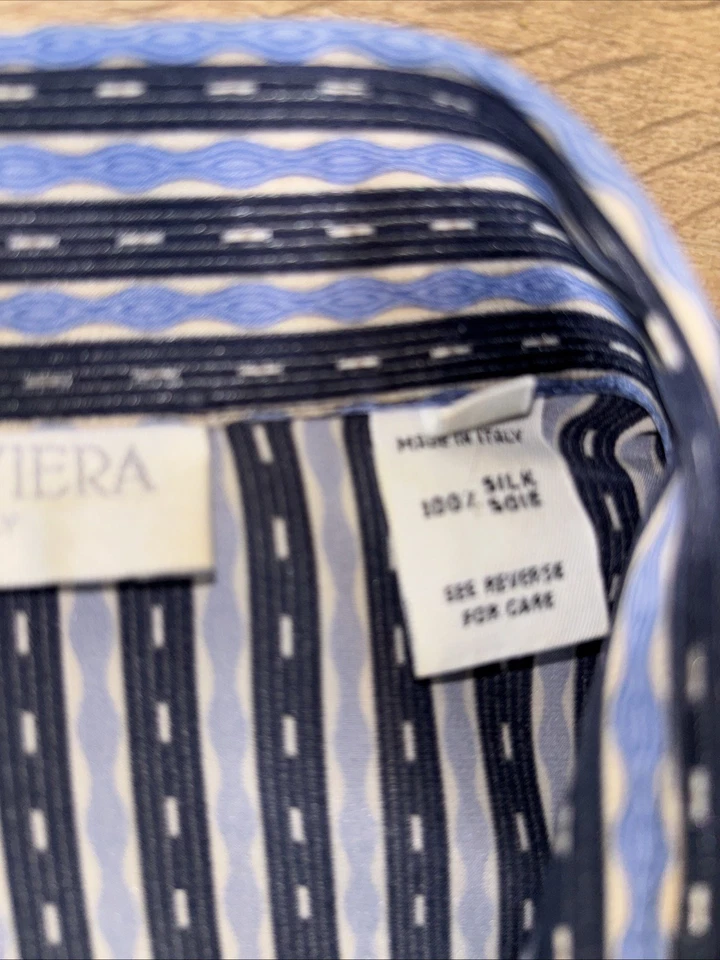 VIERA
MADE IN ITALY
100% SILK
SOIE
SEE REVERSE
FOR CARE